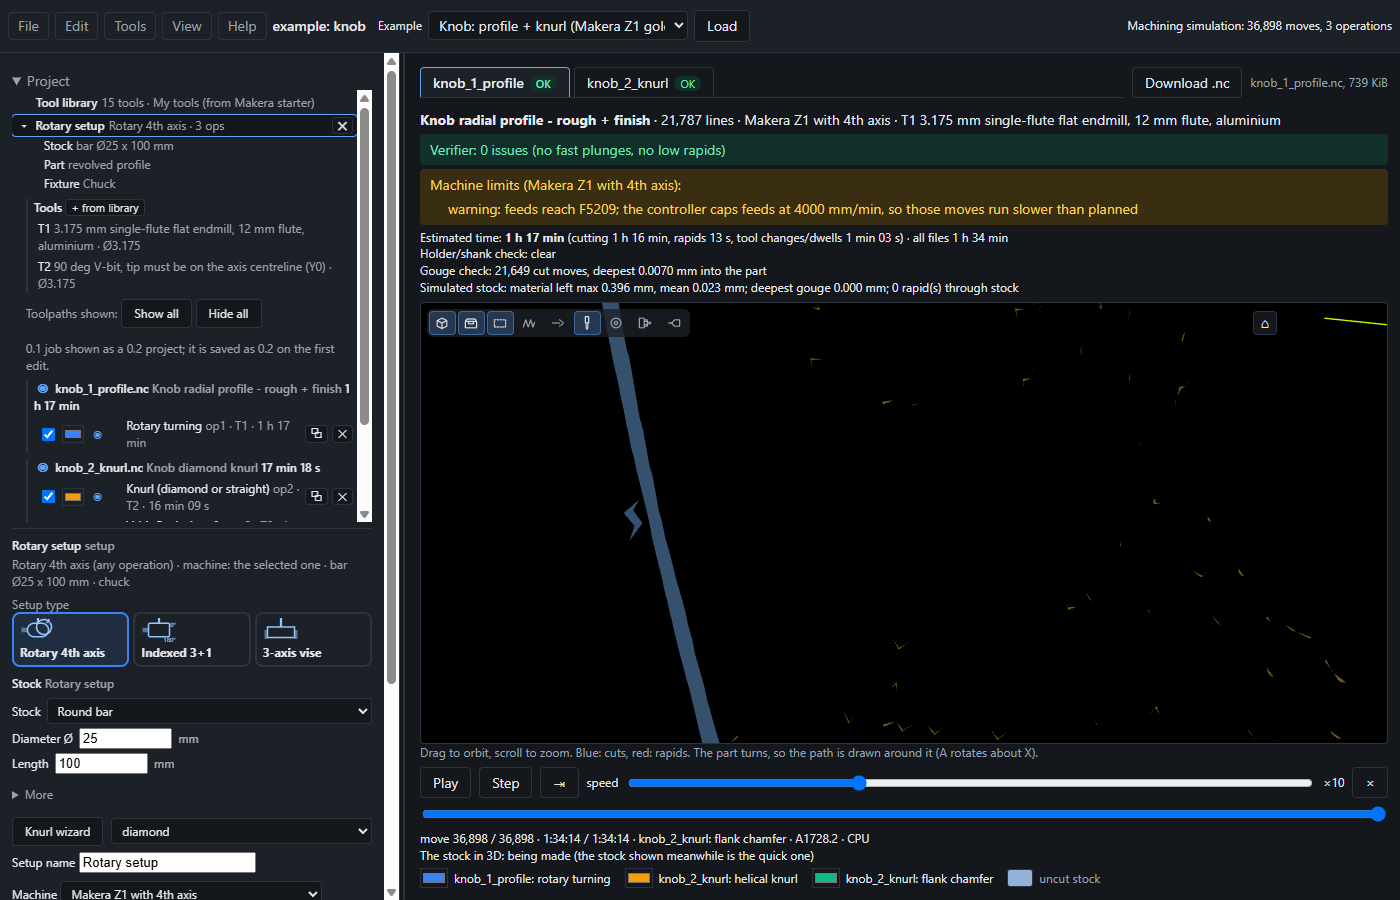 File
Edit
Tools
View
Help
example: knob
Example
Knob: profile + knurl (Makera Z1 gol
Load
Machining simulation: 36,898 moves, 3 operations
Project
Tool library 15 tools · My tools (from Makera starter)
Rotary setup Rotary 4th axis · 3 ops
Stock bar Ø25 x 100 mm
Part revolved profile
Fixture Chuck
Tools + from library
T1 3.175 mm single-flute flat endmill, 12 mm flute,
aluminium · Ø3.175
T2 90 deg V-bit, tip must be on the axis centreline (Y0) ·
Ø3.175
Toolpaths shown:
Show all
Hide all
0.1 job shown as a 0.2 project; it is saved as 0.2 on the first
edit.
knob_1_profile.nc Knob radial profile - rough + finish 1
h 17 min
Rotary turning op1 · T1 · 1 h 17
min
knob_2_knurl.nc Knob diamond knurl 17 min 18 s
Knurl (diamond or straight) op2 ·
T2 · 16 min 09 s
Rotary setup setup
Rotary 4th axis (any operation) · machine: the selected one · bar
Ø25 x 100 mm · chuck
Setup type
Rotary 4th axis
180°
Indexed 3+1
3-axis vise
Stock Rotary setup
Stock
Round bar
Diameter Ø
25
mm
Length
100
mm
More
Knurl wizard
diamond
Setup name
Rotary setup
Machine
Makera Z1 with 4th axis
knob_1_profile OK
knob_2_knurl OK
Download .nc
knob_1_profile.nc, 739 KiB
Knob radial profile - rough + finish · 21,787 lines · Makera Z1 with 4th axis · T1 3.175 mm single-flute flat endmill, 12 mm flute, aluminium
Verifier: 0 issues (no fast plunges, no low rapids)
Machine limits (Makera Z1 with 4th axis):
warning: feeds reach F5209; the controller caps feeds at 4000 mm/min, so those moves run slower than planned
Estimated time: 1 h 17 min (cutting 1 h 16 min, rapids 13 s, tool changes/dwells 1 min 03 s) · all files 1 h 34 min
Holder/shank check: clear
Gouge check: 21,649 cut moves, deepest 0.0070 mm into the part
Simulated stock: material left max 0.396 mm, mean 0.023 mm; deepest gouge 0.000 mm; 0 rapid(s) through stock
Drag to orbit, scroll to zoom. Blue: cuts, red: rapids. The part turns, so the path is drawn around it (A rotates about X).
Play
Step
speed
×10
×
move 36,898 / 36,898 · 1:34:14 / 1:34:14 · knob_2_knurl: flank chamfer · A1728.2 · CPU
The stock in 3D: being made (the stock shown meanwhile is the quick one)
knob_1_profile: rotary turning
knob_2_knurl: helical knurl
knob_2_knurl: flank chamfer
uncut stock